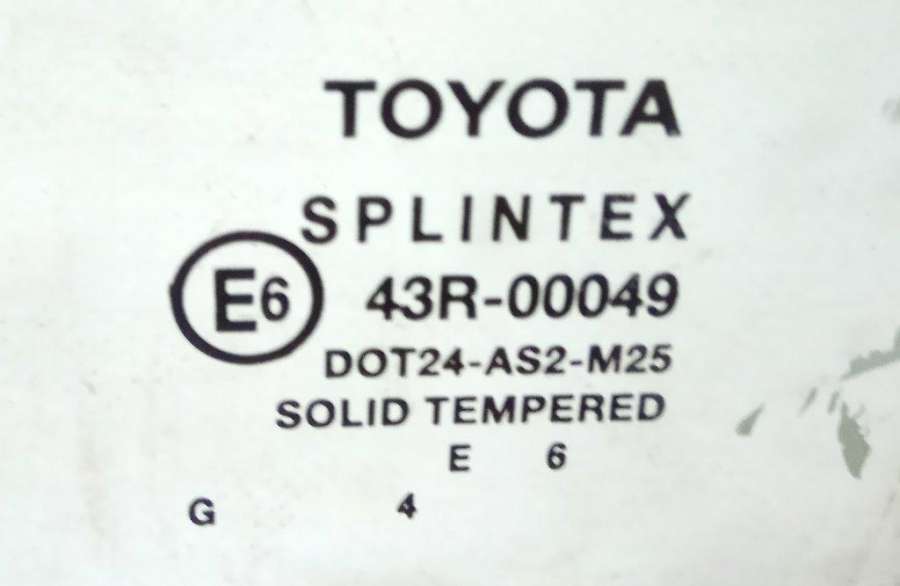 TOYOTA
SPLINTEX
E6 43R-00049
DOT24-AS2-M25
SOLID TEMPERED
E 6
G 4